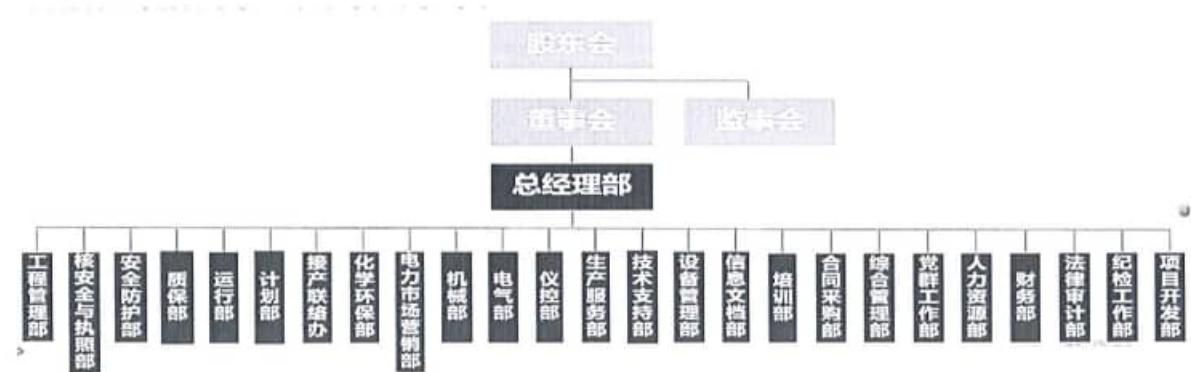 股东会
董事会
监事会
总经理部
工程管理部
核安全与执照部
安全防护部
质保部
运行部
计划部
接产联络办
化学环保部
电力市场营销部
机械部
电气部
仪控部
生产服务部
技术支持部
设备管理部
信息文档部
培训部
合同采购部
综合管理部
党群工作部
人力资源部
财务部
法律审计部
纪检工作部
项目开发部